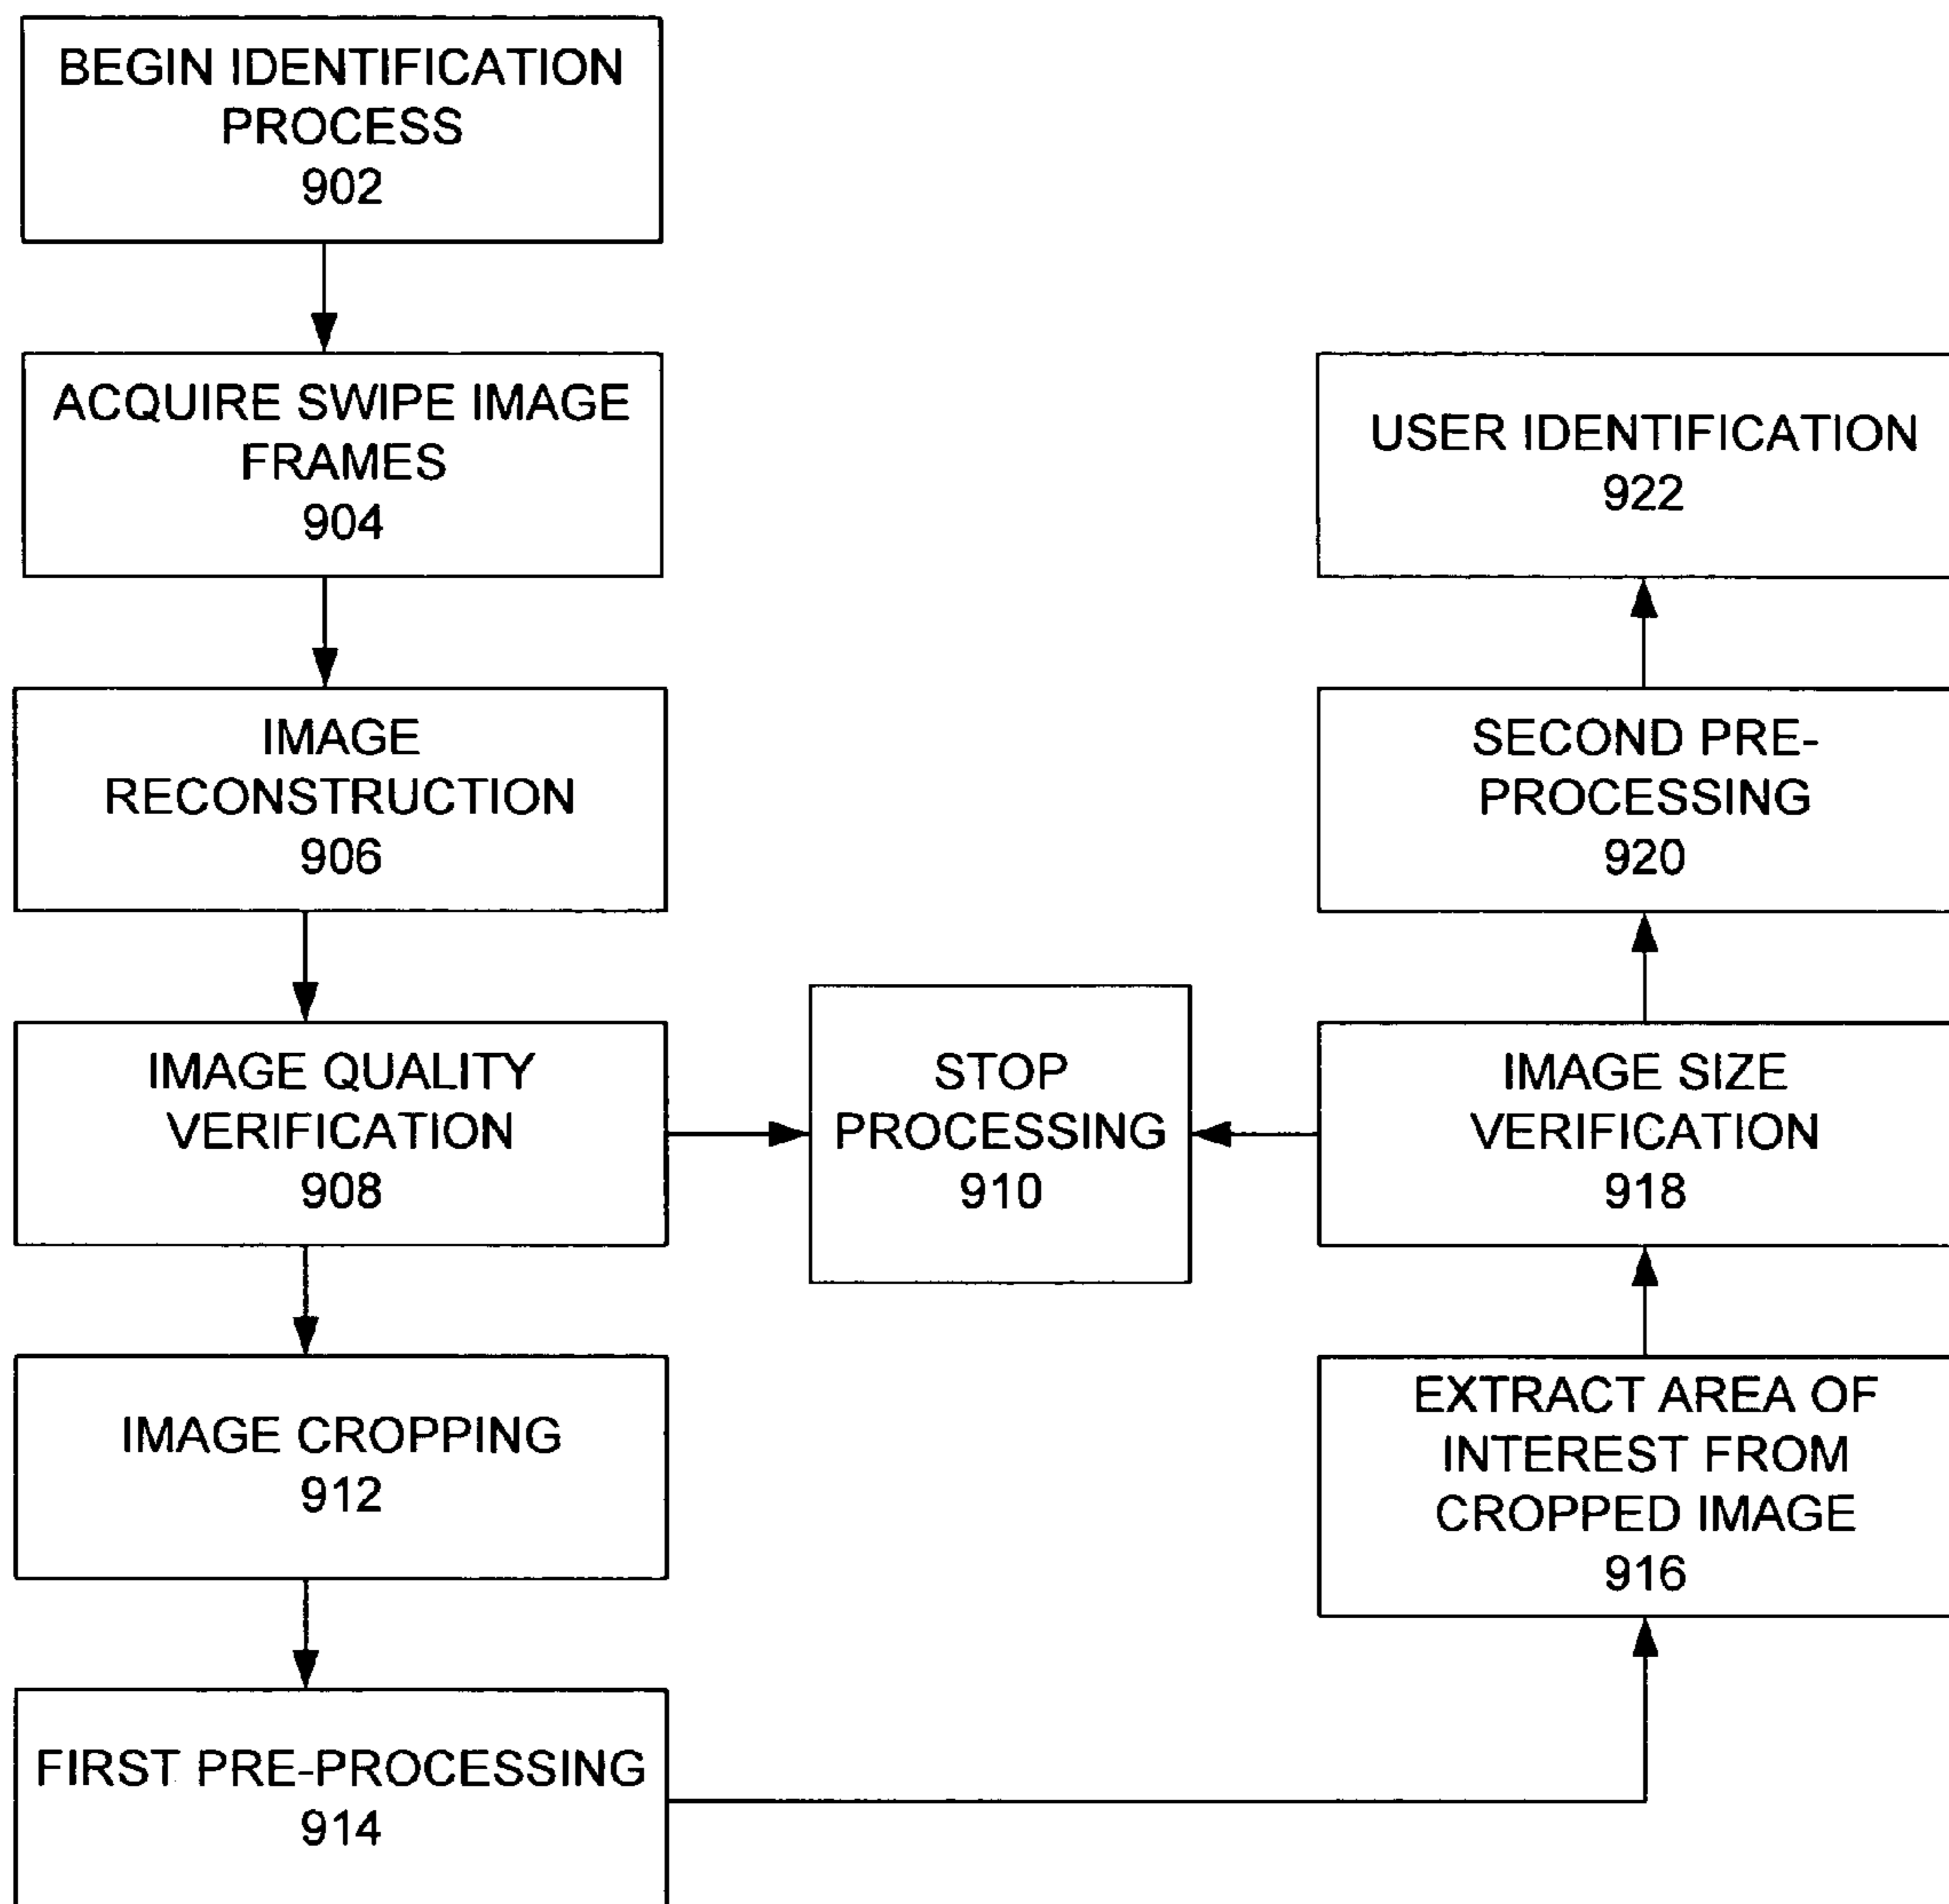 BEGIN IDENTIFICATION
PROCESS
902
ACQUIRE SWIPE IMAGE
FRAMES
904
IMAGE
RECONSTRUCTION
906
IMAGE QUALITY
VERIFICATION
908
STOP
PROCESSING
910
IMAGE CROPPING
912
FIRST PRE-PROCESSING
914
EXTRACT AREA OF
INTEREST FROM
CROPPED IMAGE
916
IMAGE SIZE
VERIFICATION
918
SECOND PRE-
PROCESSING
920
USER IDENTIFICATION
922